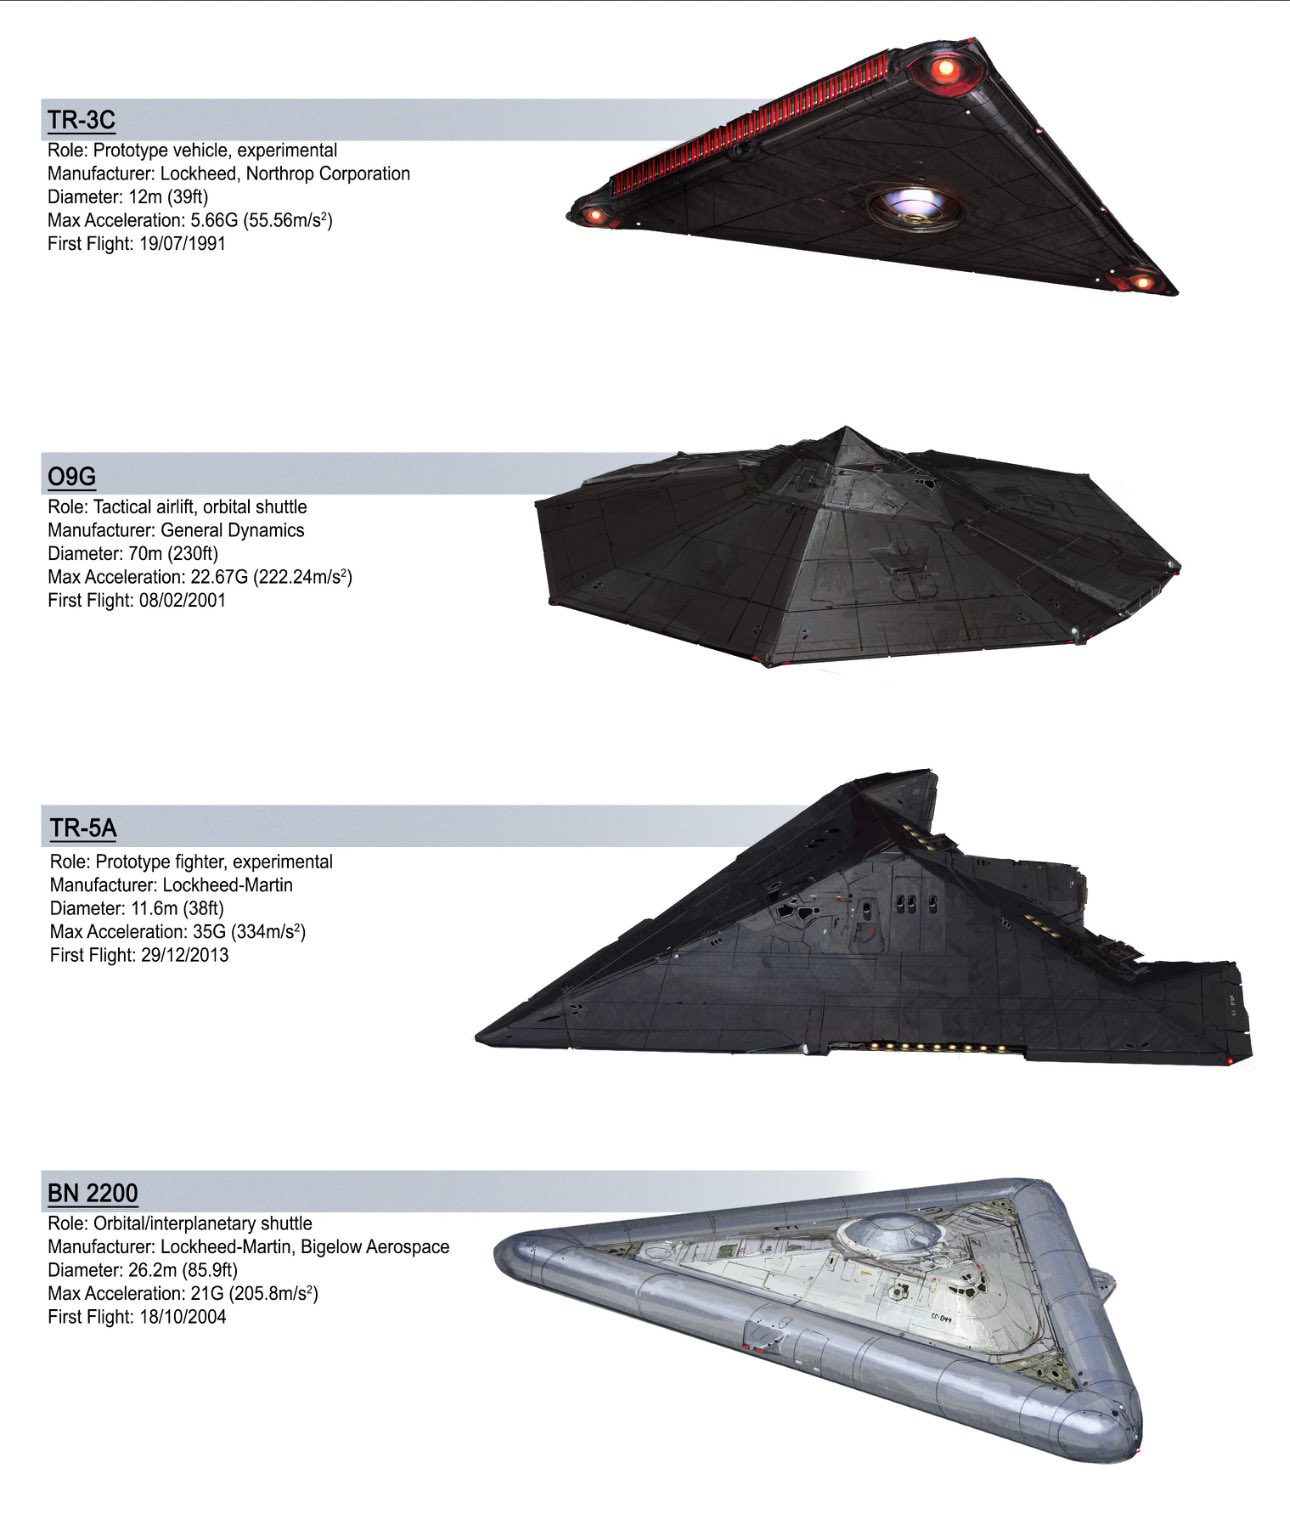 TR-3C
Role: Prototype vehicle, experimental
Manufacturer: Lockheed, Northrop Corporation
Diameter: 12m (39ft)
Max Acceleration: 5.66G (55.56m/s²)
First Flight: 19/07/1991
O9G
Role: Tactical airlift, orbital shuttle
Manufacturer: General Dynamics
Diameter: 70m (230ft)
Max Acceleration: 22.67G (222.24m/s²)
First Flight: 08/02/2001
TR-5A
Role: Prototype fighter, experimental
Manufacturer: Lockheed-Martin
Diameter: 11.6m (38ft)
Max Acceleration: 35G (334m/s²)
First Flight: 29/12/2013
BN 2200
Role: Orbital/interplanetary shuttle
Manufacturer: Lockheed-Martin, Bigelow Aerospace
Diameter: 26.2m (85.9ft)
Max Acceleration: 21G (205.8m/s²)
First Flight: 18/10/2004